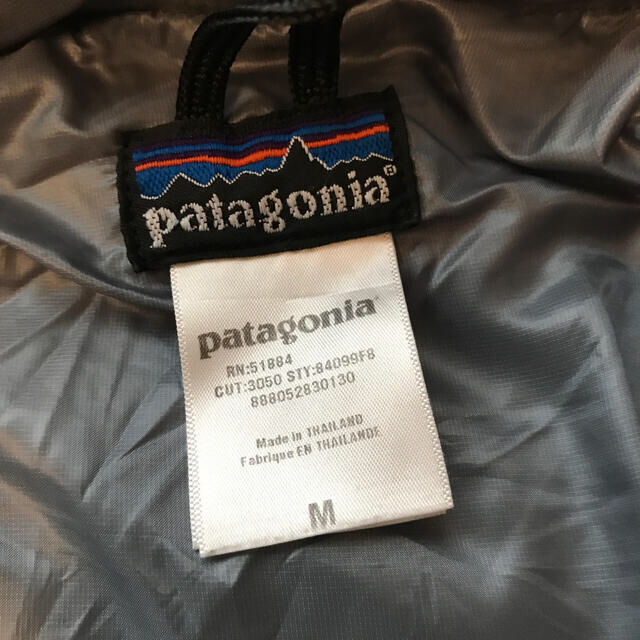 patagonia®
patagonia®
RN:51884
CUT:3050 STY:84099F8
888052830130
Made in THAILAND
Fabrique EN THAILANDE
M